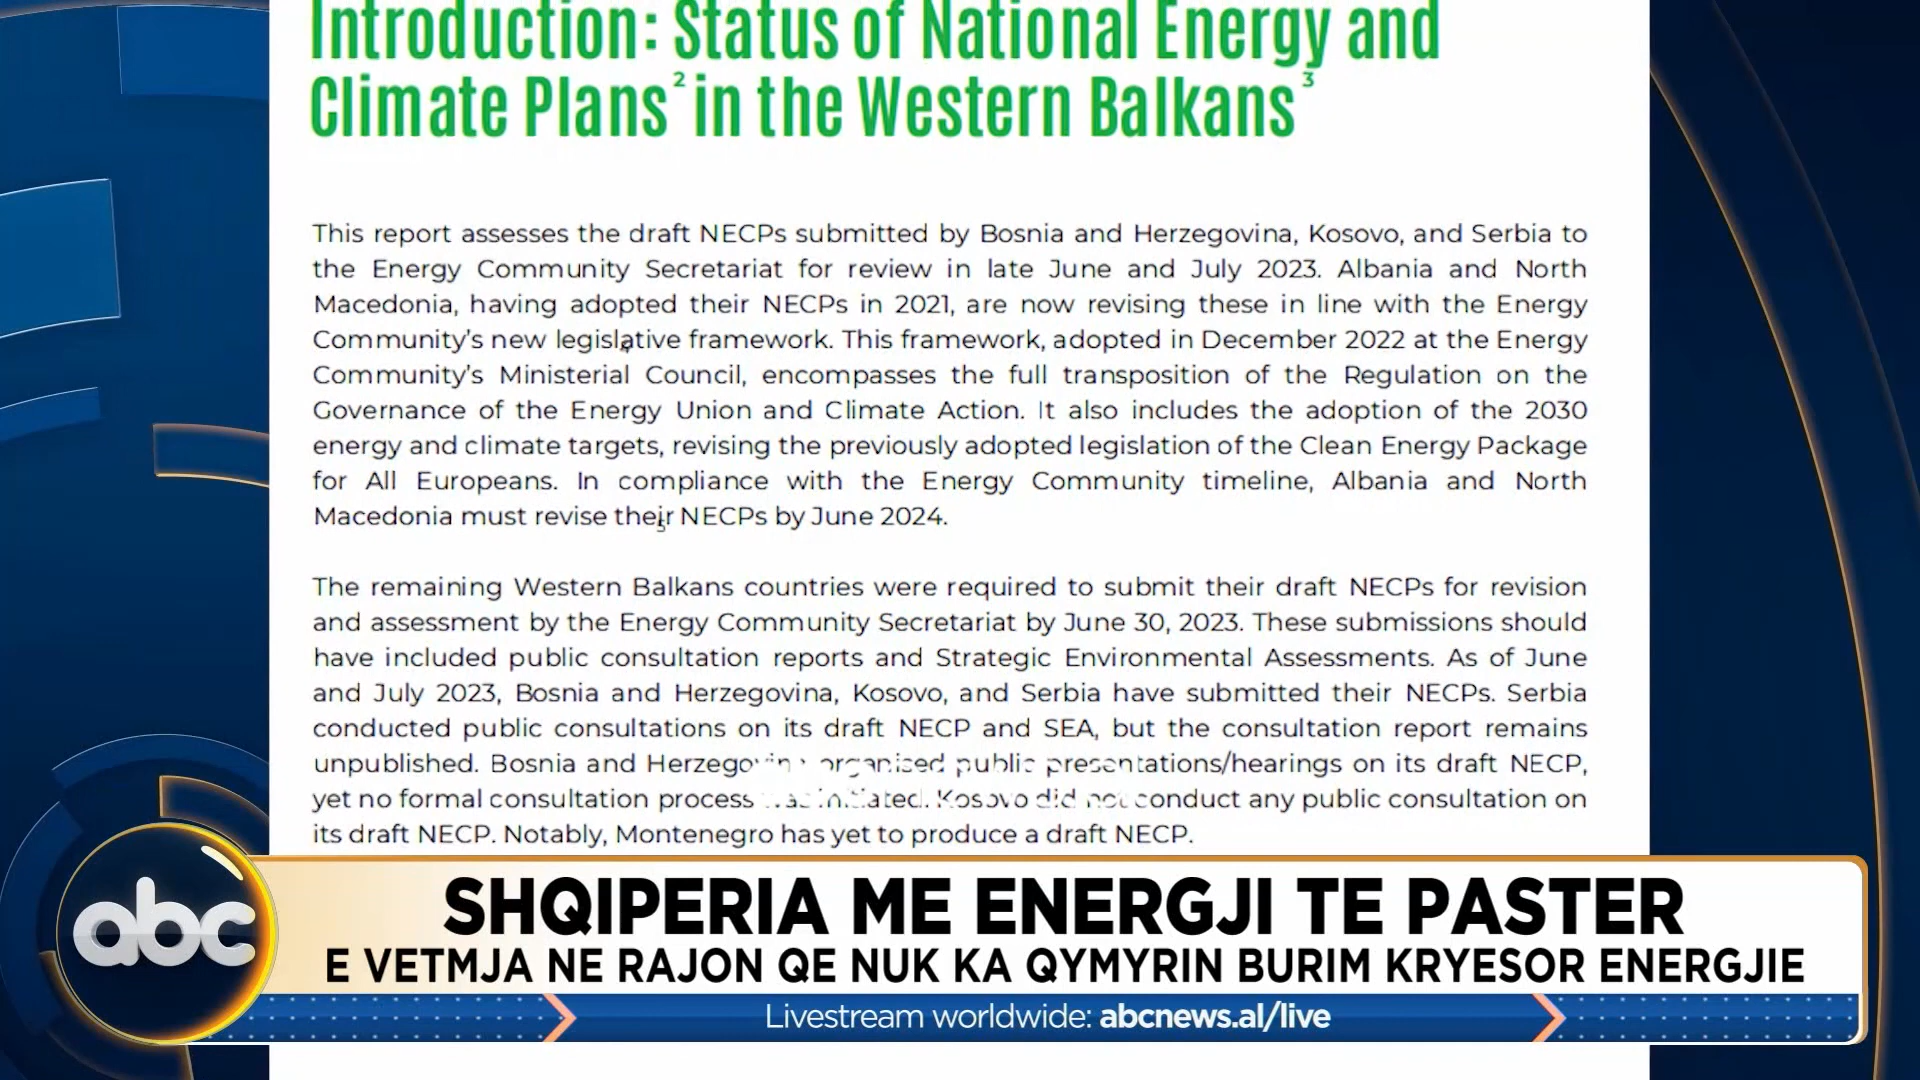 Introduction: Status of National Energy and
Climate Plans² in the Western Balkans³
This report assesses the draft NECPs submitted by Bosnia and Herzegovina, Kosovo, and Serbia to
the Energy Community Secretariat for review in late June and July 2023. Albania and North
Macedonia, having adopted their NECPs in 2021, are now revising these in line with the Energy
Community’s new legislative framework. This framework, adopted in December 2022 at the Energy
Community’s Ministerial Council, encompasses the full transposition of the Regulation on the
Governance of the Energy Union and Climate Action. It also includes the adoption of the 2030
energy and climate targets, revising the previously adopted legislation of the Clean Energy Package
for All Europeans. In compliance with the Energy Community timeline, Albania and North
Macedonia must revise their NECPs by June 2024.
The remaining Western Balkans countries were required to submit their draft NECPs for revision
and assessment by the Energy Community Secretariat by June 30, 2023. These submissions should
have included public consultation reports and Strategic Environmental Assessments. As of June
and July 2023, Bosnia and Herzegovina, Kosovo, and Serbia have submitted their NECPs. Serbia
conducted public consultations on its draft NECP and SEA, but the consultation report remains
unpublished. Bosnia and Herzegovina organised public presentations/hearings on its draft NECP,
yet no formal consultation process was initiated. Kosovo did not conduct any public consultation on
its draft NECP. Notably, Montenegro has yet to produce a draft NECP.
abc
SHQIPERIA ME ENERGJI TE PASTER
E VETMJA NE RAJON QE NUK KA QYMYRIN BURIM KRYESOR ENERGJIE
Livestream worldwide: abcnews.al/live